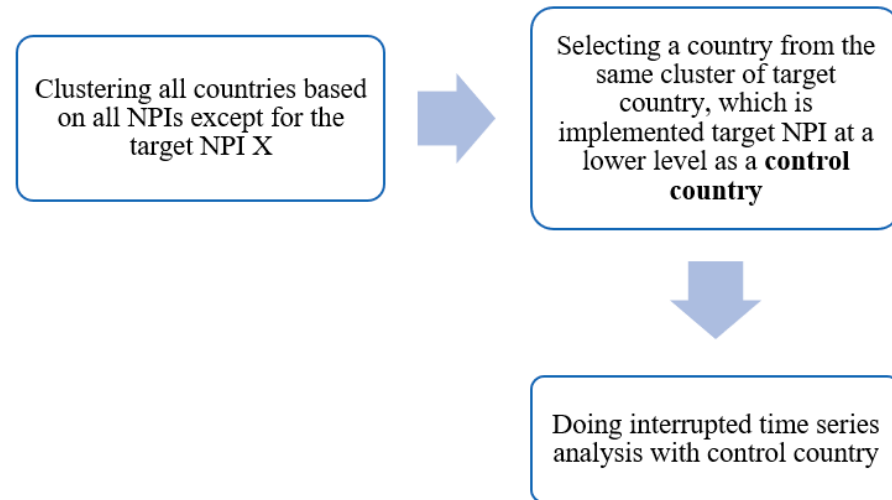 Clustering all countries based
on all NPIs except for the
target NPI X
Selecting a country from the
same cluster of target
country, which is
implemented target NPI at a
lower level as a control
country
Doing interrupted time series
analysis with control country